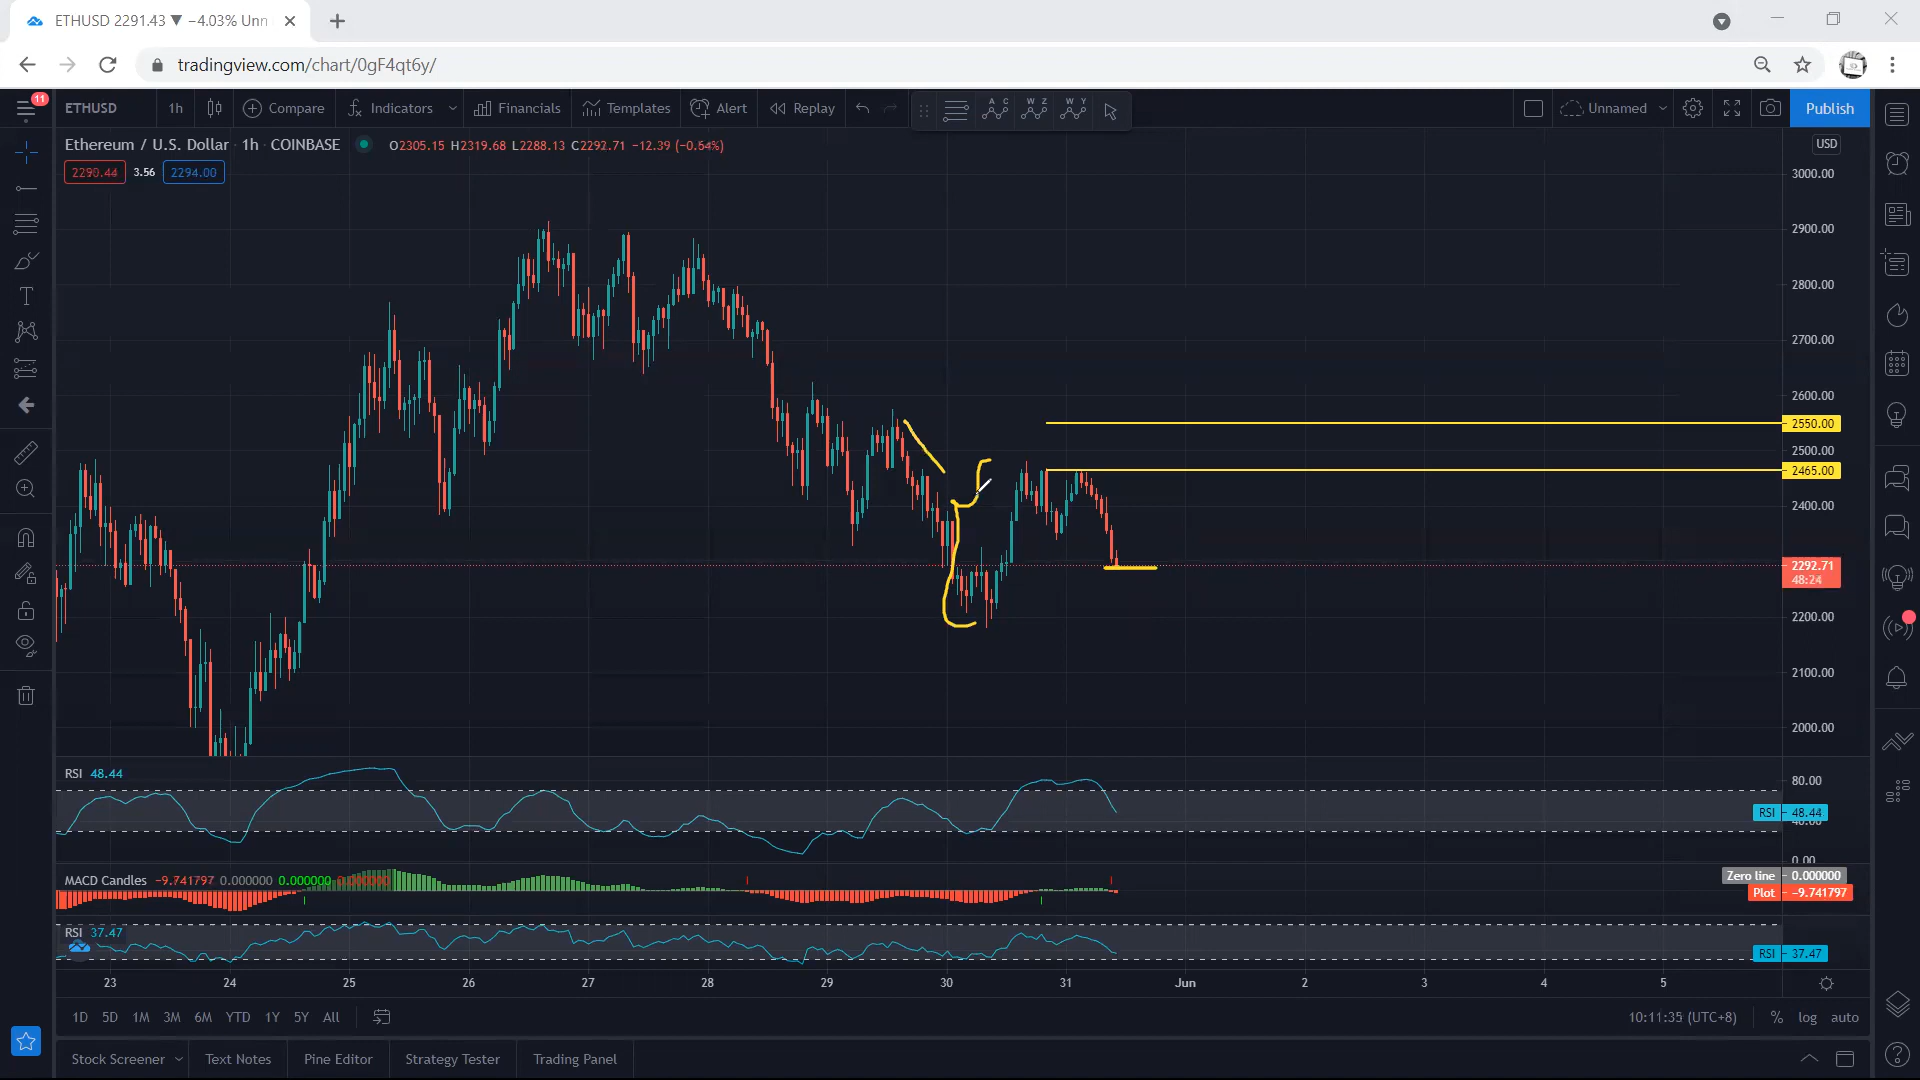 ETHUSD 2291.43 ▼ −4.03% Unn
tradingview.com/chart/0gF4qt6y/
11
ETHUSD 1h Compare Indicators Financials Templates Alert Replay A C W Z W Y Unnamed Publish
Ethereum / U.S. Dollar 1h COINBASE O2305.15 H2319.68 L2288.13 C2292.71 −12.39 (−0.54%)
USD
2290.44 3.56 2294.00
3000.00
2900.00
2800.00
2700.00
2600.00
2550.00
2500.00
2465.00
2400.00
2292.71
48:24
2200.00
2100.00
2000.00
RSI 48.44
80.00
RSI 48.44
40.00
0.00
MACD Candles −9.741797 0.000000 0.000000 0.000000
Zero line 0.000000
Plot −9.741797
RSI 37.47
RSI 37.47
23 24 25 26 27 28 29 30 31 Jun 2 3 4 5
1D 5D 1M 3M 6M YTD 1Y 5Y All 10:11:35 (UTC+8) % log auto
Stock Screener Text Notes Pine Editor Strategy Tester Trading Panel